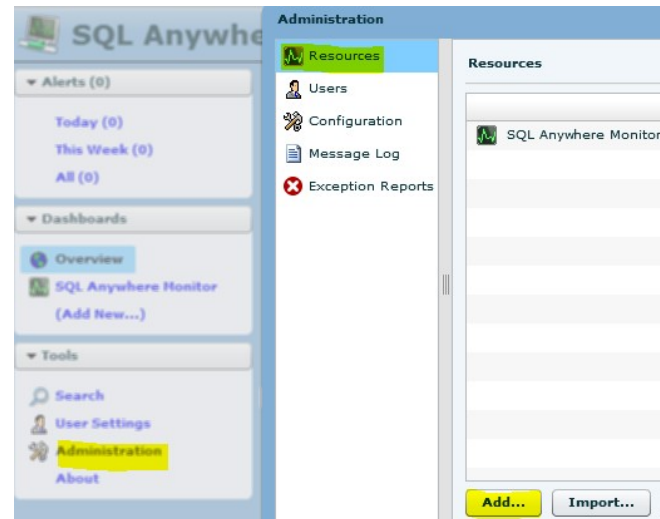 SQL Anywhe
Alerts (0)
Today (0)
This Week (0)
All (0)
Dashboards
Overview
SQL Anywhere Monitor
(Add New...)
Tools
Search
User Settings
Administration
About
Administration
Resources
Users
Configuration
Message Log
Exception Reports
Resources
SQL Anywhere Monitor
Add...
Import...